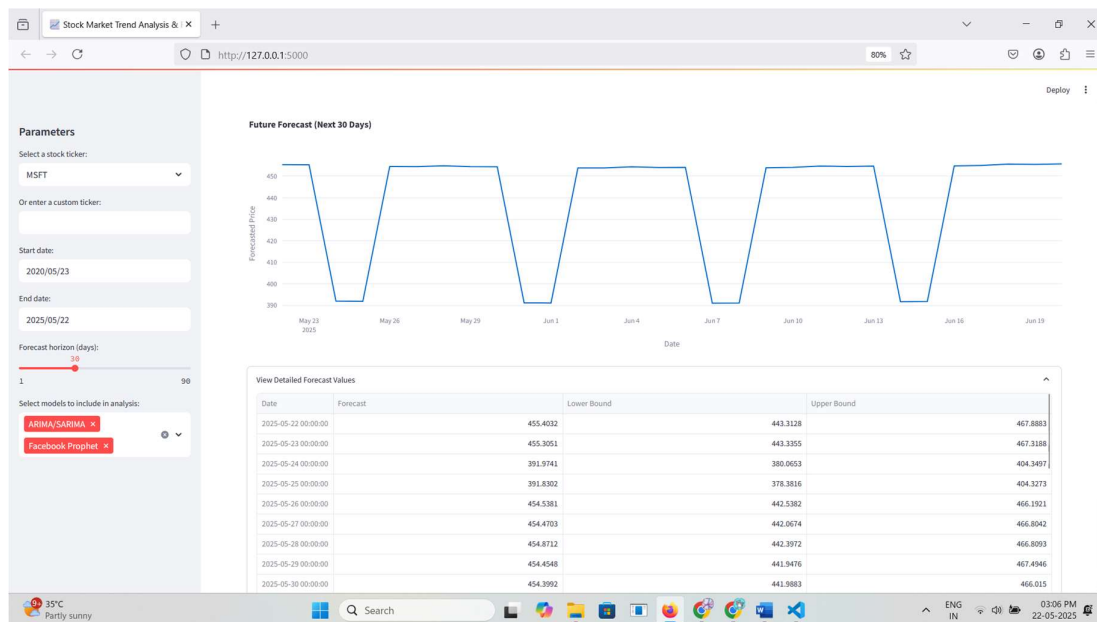 Stock Market Trend Analysis &
http://127.0.0.1:5000
80%
Deploy
Parameters
Select a stock ticker:
MSFT
Or enter a custom ticker:
Start date:
2020/05/23
End date:
2025/05/22
Forecast horizon (days):
30
1 90
Select models to include in analysis:
ARIMA/SARIMA
Facebook Prophet
Future Forecast (Next 30 Days)
Forecasted Price
450
440
430
420
410
400
390
May 23 May 26 May 29 Jun 1 Jun 4 Jun 7 Jun 10 Jun 13 Jun 16 Jun 19
2025
Date
View Detailed Forecast Values
Date Forecast Lower Bound Upper Bound
2025-05-22 00:00:00 455.4032 443.3128 467.8883
2025-05-23 00:00:00 455.3051 443.3355 467.3188
2025-05-24 00:00:00 391.9741 380.0653 404.3497
2025-05-25 00:00:00 391.8302 378.3816 404.3273
2025-05-26 00:00:00 454.5381 442.5382 466.1921
2025-05-27 00:00:00 454.4703 442.0674 466.8042
2025-05-28 00:00:00 454.8712 442.3972 466.8093
2025-05-29 00:00:00 454.4548 441.9476 467.4946
2025-05-30 00:00:00 454.3992 441.9883 466.015
9+
35°C
Partly sunny
Search
ENG
IN
03:06 PM
22-05-2025